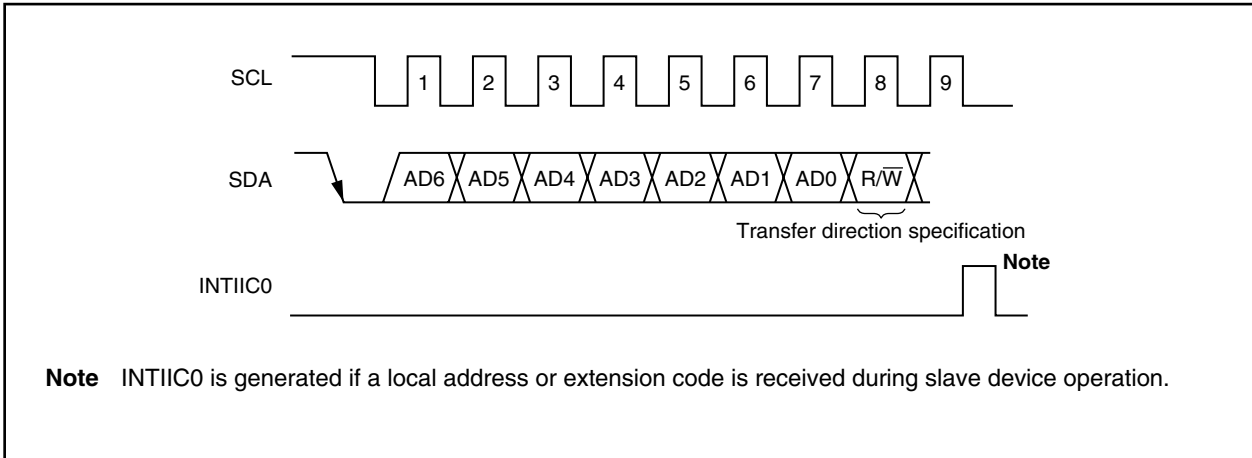 SCL 1 2 3 4 5 6 7 8 9
SDA AD6 AD5 AD4 AD3 AD2 AD1 AD0 R/W̅
Transfer direction specification
INTIIC0 Note
Note INTIIC0 is generated if a local address or extension code is received during slave device operation.